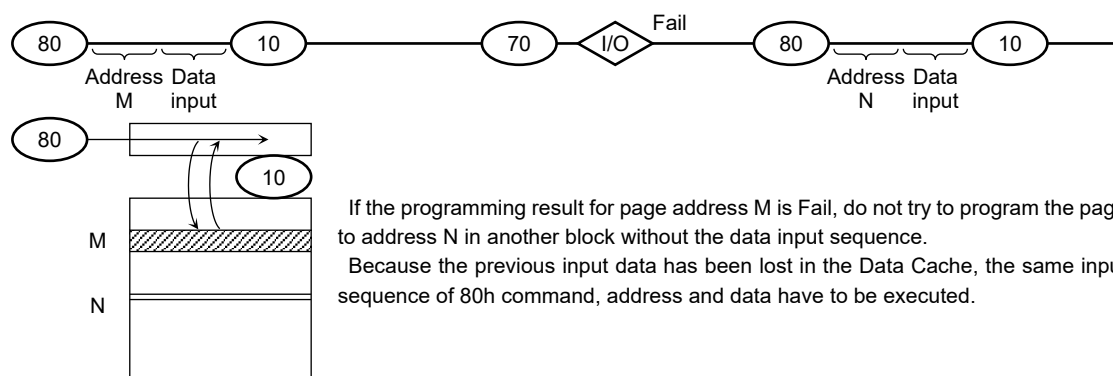 Fail
80 10 70 I/O 80 10
Address Data Address Data
M input N input
80
10
M
N
If the programming result for page address M is Fail, do not try to program the pag
to address N in another block without the data input sequence.
Because the previous input data has been lost in the Data Cache, the same inpu
sequence of 80h command, address and data have to be executed.